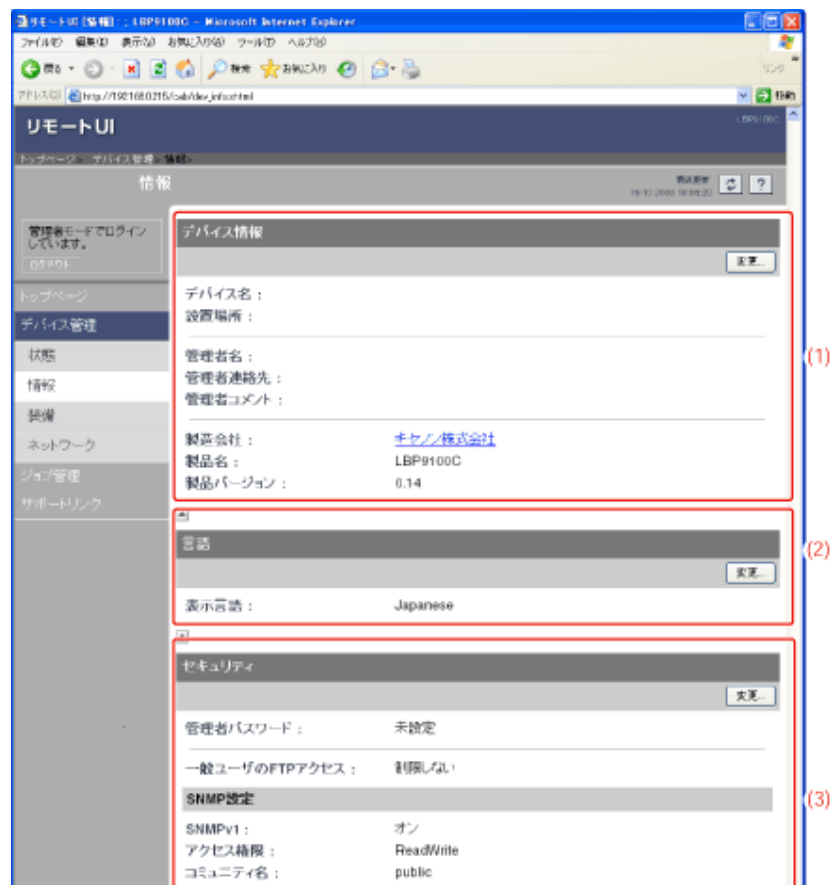 リモートUI [情報] : ; LBP9100C - Microsoft Internet Explorer
ファイル(F) 編集(E) 表示(V) お気に入り(A) ツール(T) ヘルプ(H)
戻る 検索 お気に入り リンク
アドレス(D) 移動
リモートUI LBP9100C
トップページ> デバイス管理> 情報>
情報
管理者モードでログイン
しています。
ログアウト
トップページ
デバイス管理
状態
情報
装備
ネットワーク
ジョブ管理
サポートリンク
デバイス情報
変更...
デバイス名 :
設置場所 :
管理者名 :
管理者連絡先 :
管理者コメント :
製造会社 : キヤノン株式会社
製品名 : LBP9100C
製品バージョン : 0.14
(1)
言語
変更...
表示言語 : Japanese
(2)
セキュリティ
変更...
管理者パスワード : 未設定
一般ユーザのFTPアクセス : 制限しない
SNMP設定
SNMPv1 : オン
アクセス権限 : ReadWrite
コミュニティ名 : public
(3)